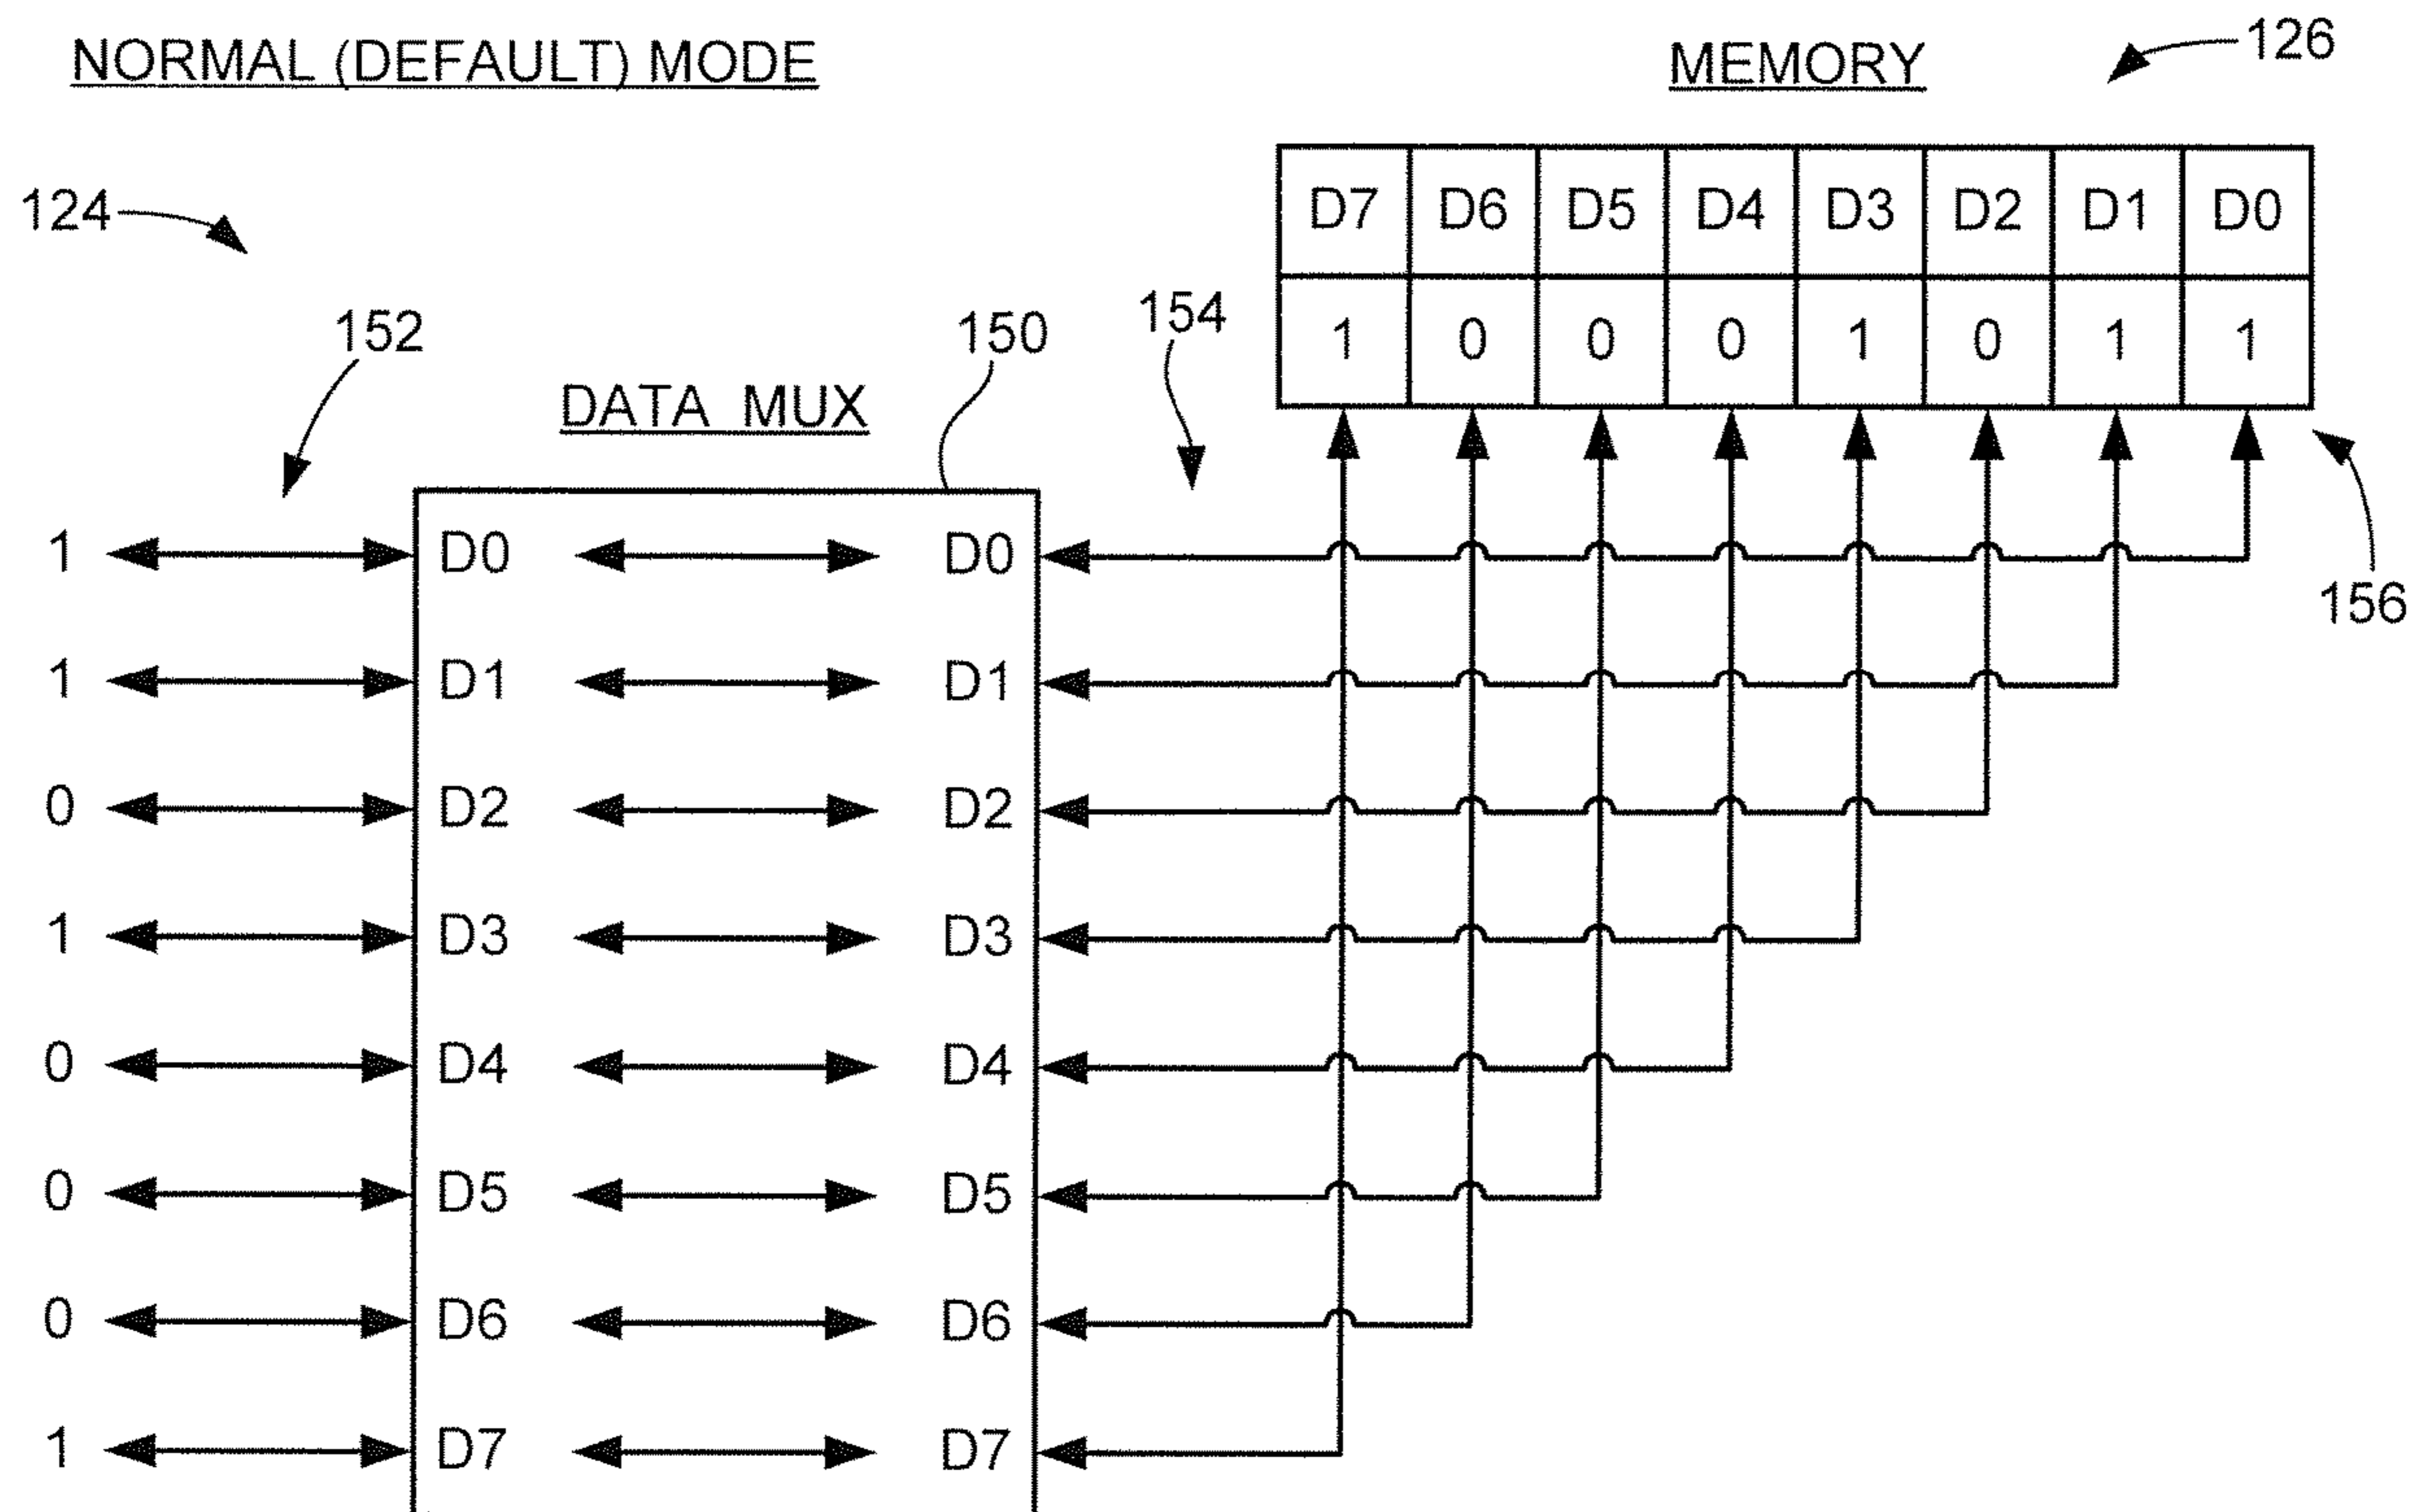 NORMAL (DEFAULT) MODE
MEMORY
126
124
D7 D6 D5 D4 D3 D2 D1 D0
1 0 0 0 1 0 1 1
152
150
154
DATA MUX
156
1 D0 D0
1 D1 D1
0 D2 D2
1 D3 D3
0 D4 D4
0 D5 D5
0 D6 D6
1 D7 D7